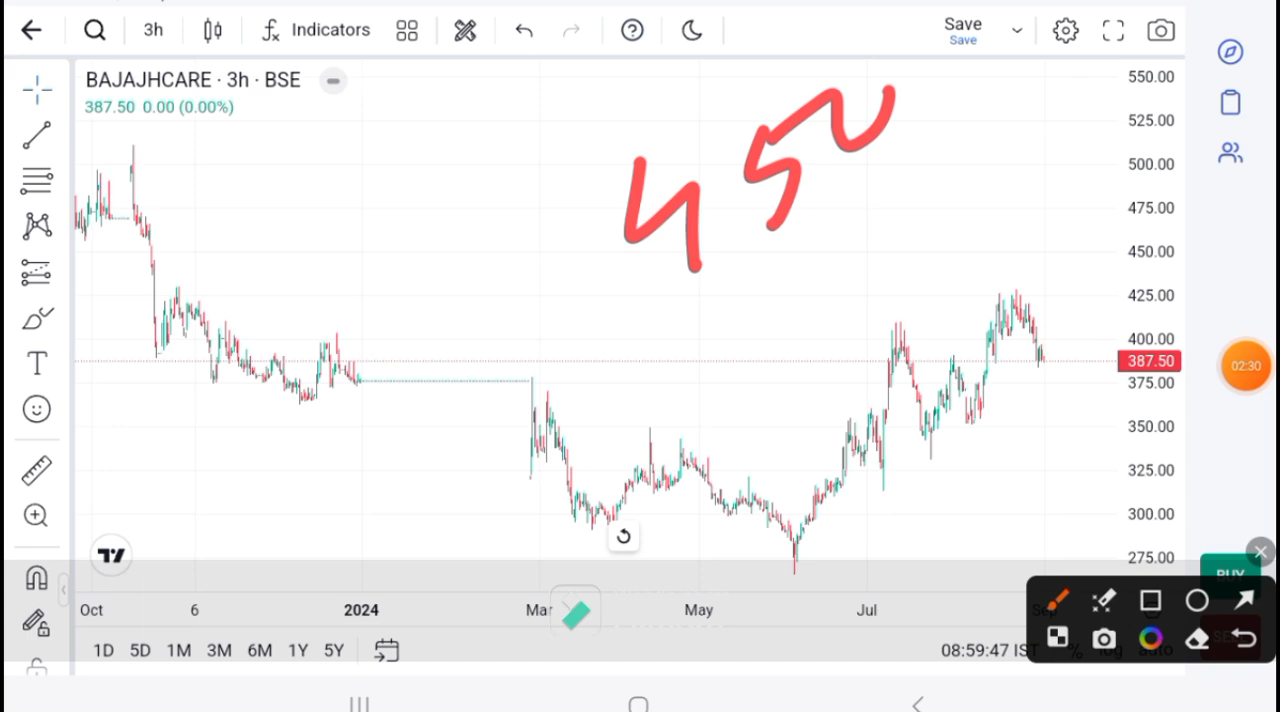 3h
Indicators
Save
Save
BAJAJHCARE · 3h · BSE
387.50 0.00 (0.00%)
450
550.00
525.00
500.00
475.00
450.00
425.00
400.00
387.50
375.00
350.00
325.00
300.00
275.00
02:30
BUY
Oct 6 2024 Mar May Jul Sep
1D 5D 1M 3M 6M 1Y 5Y
08:59:47 IST % log auto